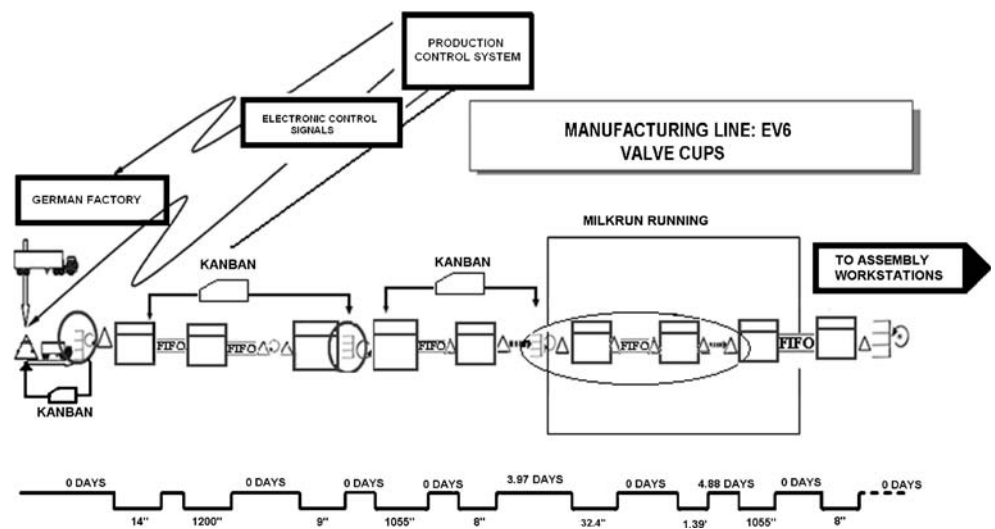 PRODUCTION
CONTROL SYSTEM
ELECTRONIC CONTROL
SIGNALS
MANUFACTURING LINE: EV6
VALVE CUPS
GERMAN FACTORY
MILKRUN RUNNING
KANBAN
KANBAN
TO ASSEMBLY
WORKSTATIONS
FIFO
FIFO
FIFO
FIFO
FIFO
KANBAN
0 DAYS
0 DAYS
0 DAYS
0 DAYS
3.97 DAYS
0 DAYS
4.88 DAYS
0 DAYS
0 DAYS
14"
1200"
9"
1055"
8"
32.4"
1.39'
1055"
8"